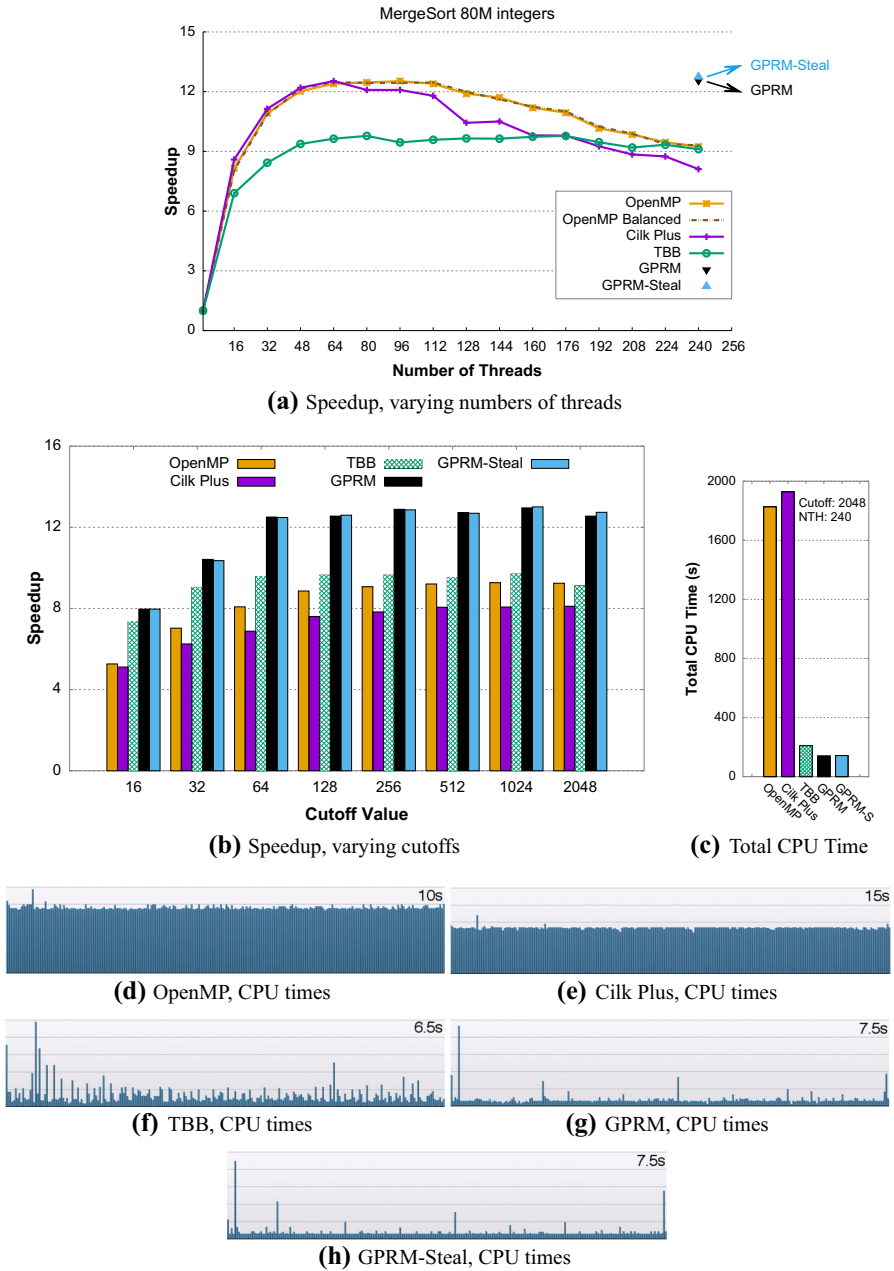 MergeSort 80M integers
15
12
9
6
3
0
Speedup
GPRM-Steal
GPRM
OpenMP
OpenMP Balanced
Cilk Plus
TBB
GPRM
GPRM-Steal
16 32 48 64 80 96 112 128 144 160 176 192 208 224 240 256
Number of Threads
(a) Speedup, varying numbers of threads
16
12
8
4
0
Speedup
OpenMP
Cilk Plus
TBB
GPRM
GPRM-Steal
16 32 64 128 256 512 1024 2048
Cutoff Value
(b) Speedup, varying cutoffs
2000
1600
1200
800
400
0
Total CPU Time (s)
Cutoff: 2048
NTH: 240
OpenMP
Cilk Plus
TBB
GPRM
GPRM-S
(c) Total CPU Time
10s
(d) OpenMP, CPU times
15s
(e) Cilk Plus, CPU times
6.5s
(f) TBB, CPU times
7.5s
(g) GPRM, CPU times
7.5s
(h) GPRM-Steal, CPU times